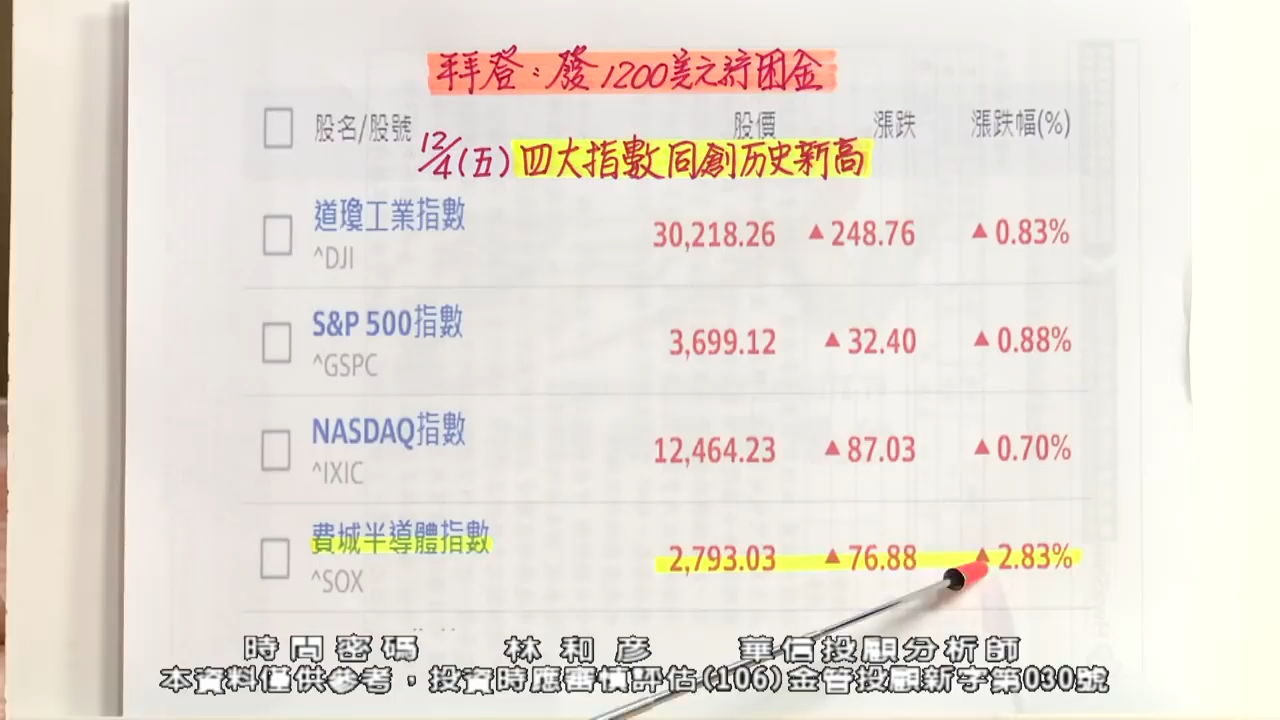 拜登：發1200美元紓困金
股名/股號 股價 漲跌 漲跌幅(%)
12/4(五)四大指數同創历史新高
道瓊工業指數 30,218.26 ▲248.76 ▲0.83%
^DJI
S&P 500指數 3,699.12 ▲32.40 ▲0.88%
^GSPC
NASDAQ指數 12,464.23 ▲87.03 ▲0.70%
^IXIC
費城半導體指數 2,793.03 ▲76.88 ▲2.83%
^SOX
時間密碼 林和彥 華信投顧分析師
本資料僅供參考，投資時應審慎評估(106)金管投顧新字第030號